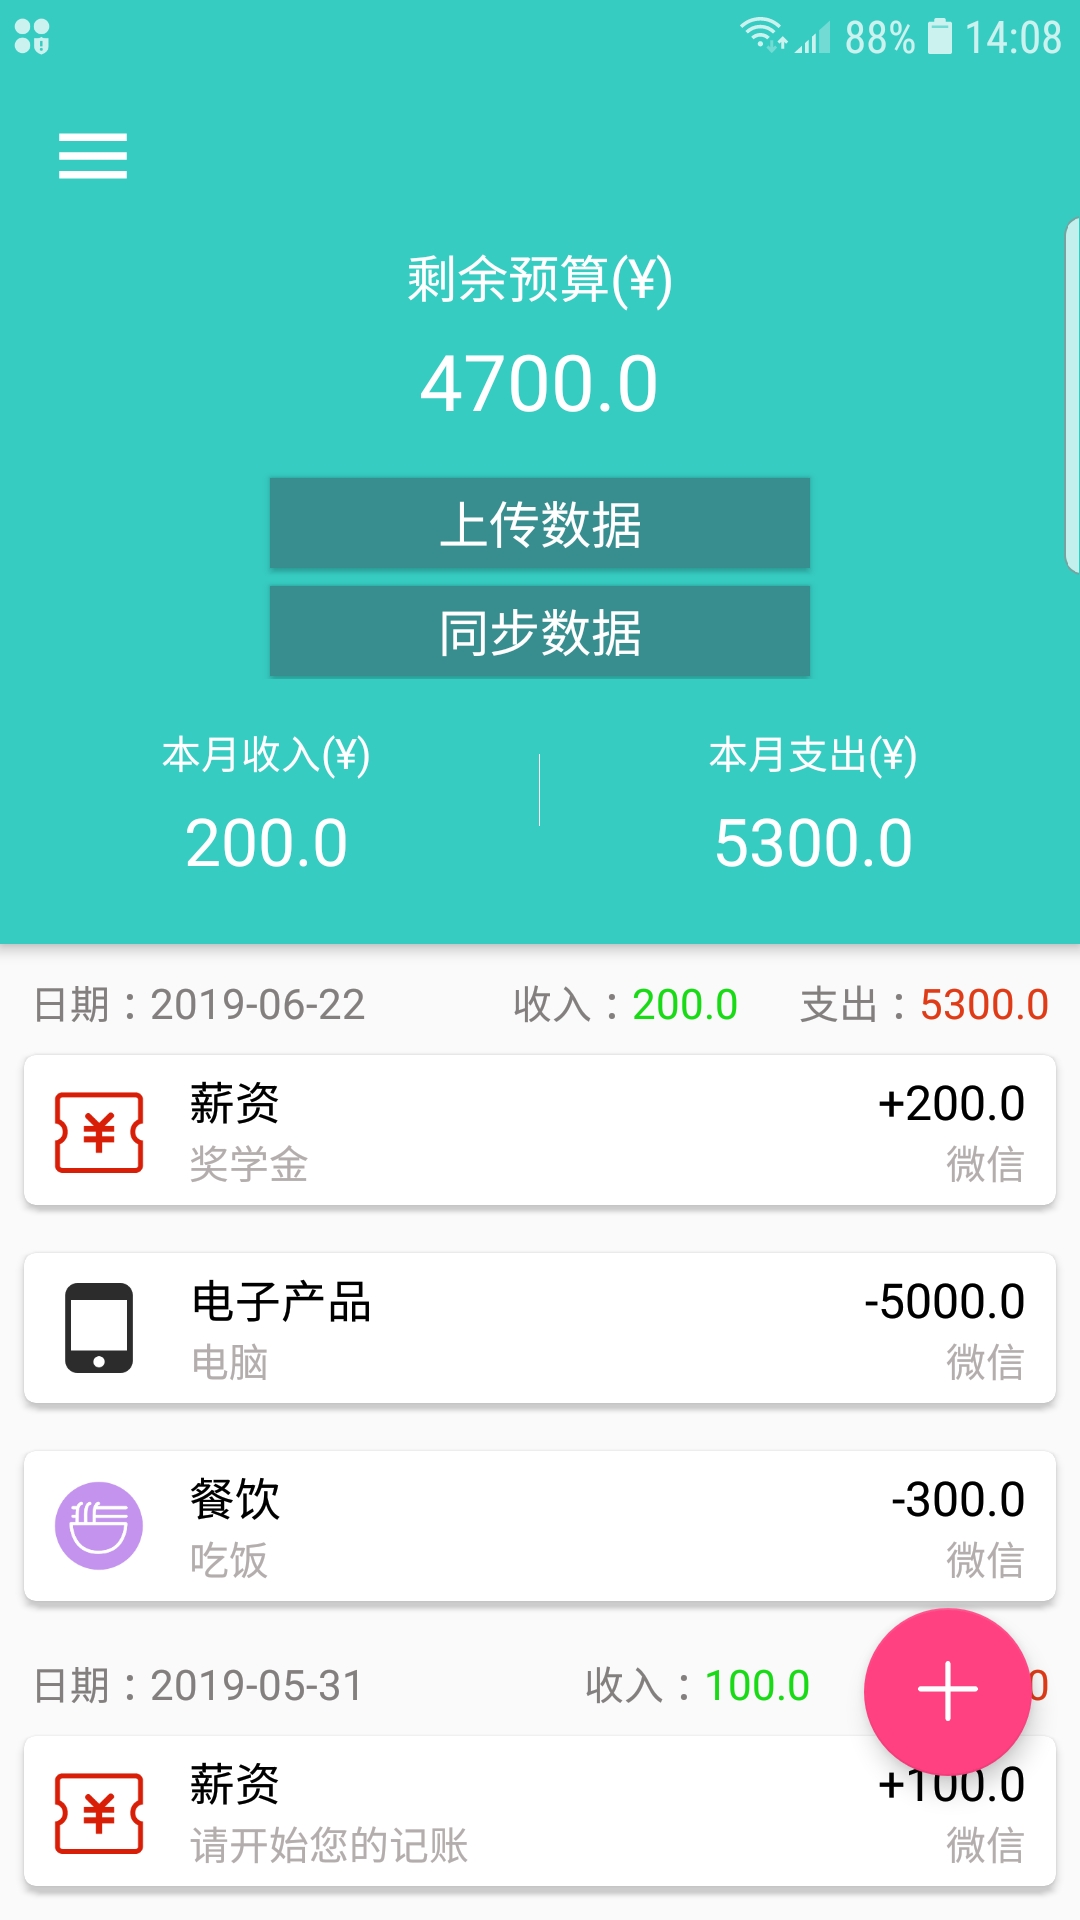 88% 14:08
剩余预算(¥)
4700.0
上传数据
同步数据
本月收入(¥) 本月支出(¥)
200.0 5300.0
日期：2019-06-22 收入：200.0 支出：5300.0
薪资 +200.0
奖学金 微信
电子产品 -5000.0
电脑 微信
餐饮 -300.0
吃饭 微信
日期：2019-05-31 收入：100.0 0
薪资 +100.0
请开始您的记账 微信